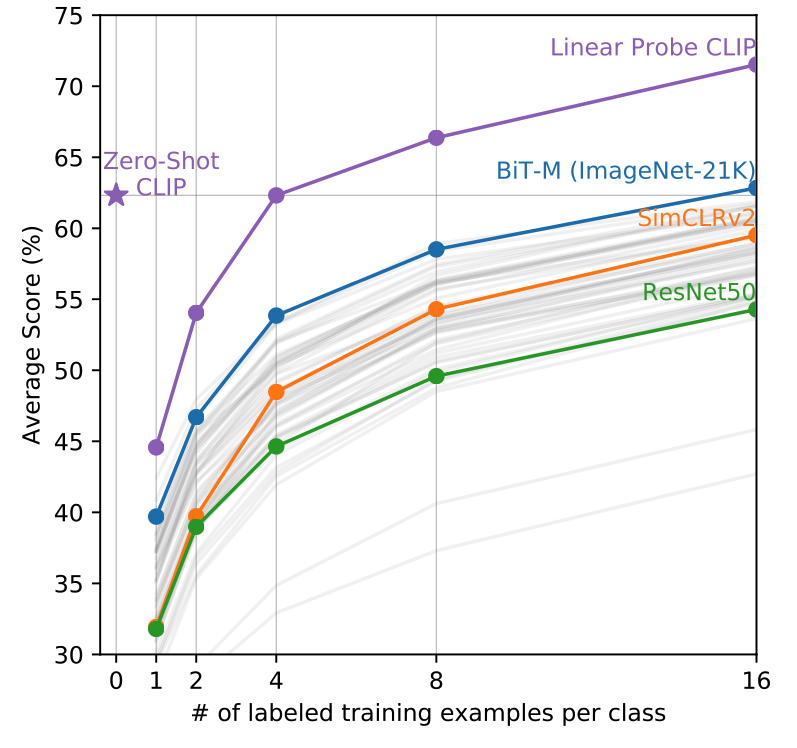 75
70
65
60
55
50
45
40
35
30
Average Score (%)
Linear Probe CLIP
Zero-Shot
CLIP
BiT-M (ImageNet-21K)
SimCLRv2
ResNet50
0 1 2 4 8 16
# of labeled training examples per class